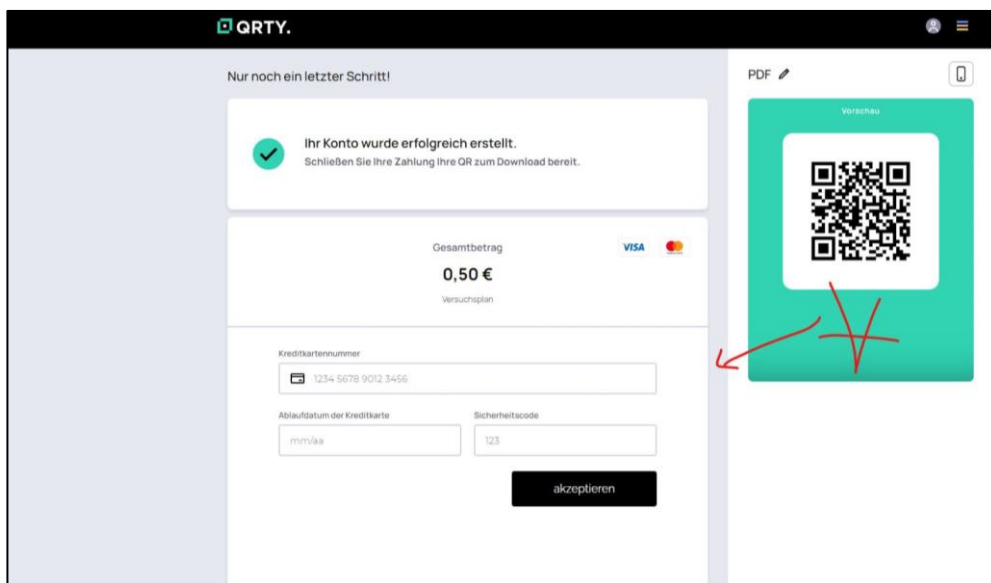 QRTY.
Nur noch ein letzter Schritt!
Ihr Konto wurde erfolgreich erstellt.
Schließen Sie Ihre Zahlung Ihre QR zum Download bereit.
Gesamtbetrag
VISA
0,50 €
Versuchsplan
Kreditkartennummer
1234 5678 9012 3456
Ablaufdatum der Kreditkarte
Sicherheitscode
mm/aa
123
akzeptieren
PDF
Vorschau